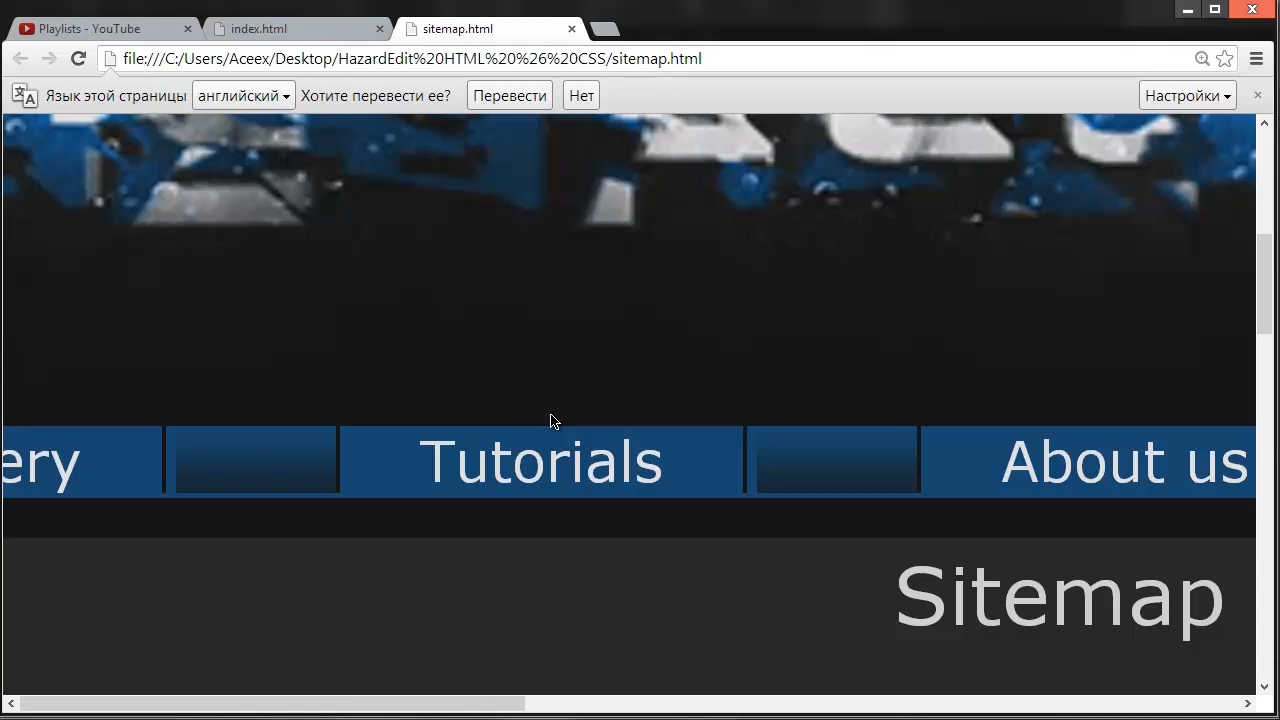 Playlists - YouTube
index.html
sitemap.html
file:///C:/Users/Aceex/Desktop/HazardEdit%20HTML%20%26%20CSS/sitemap.html
Язык этой страницы английский Хотите перевести ее? Перевести Нет Настройки
ery Tutorials About us
Sitemap